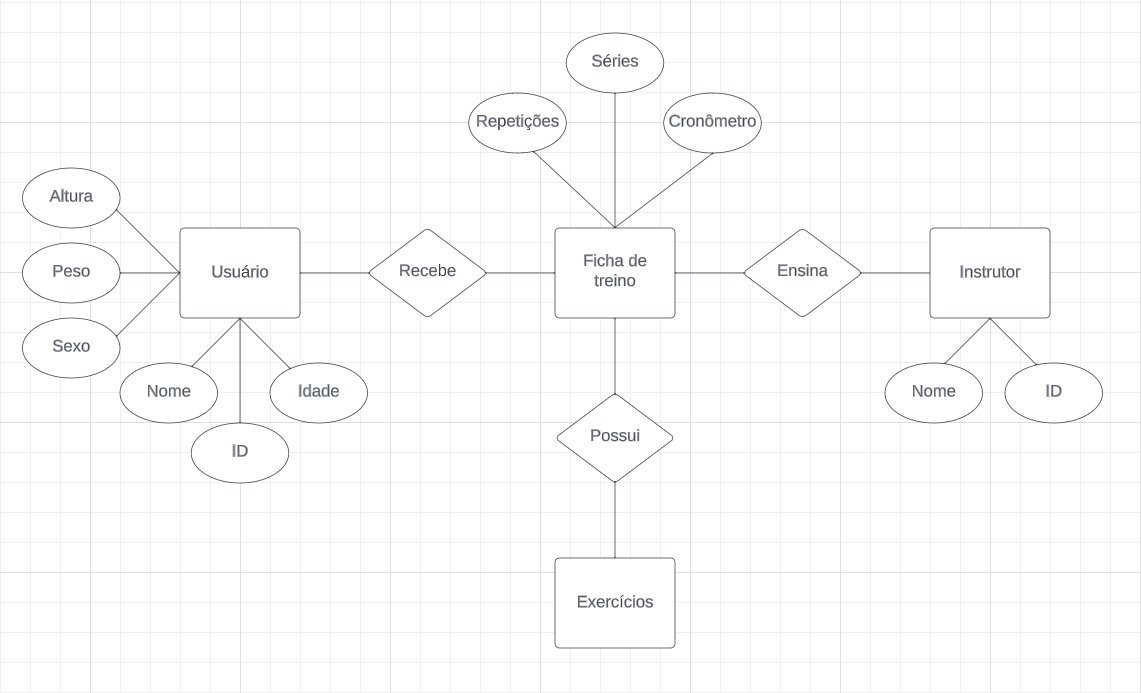 Séries
Repetições
Cronômetro
Altura
Peso
Sexo
Usuário
Recebe
Ficha de
treino
Ensina
Instrutor
Nome
ID
Idade
Nome
ID
Possui
Exercícios